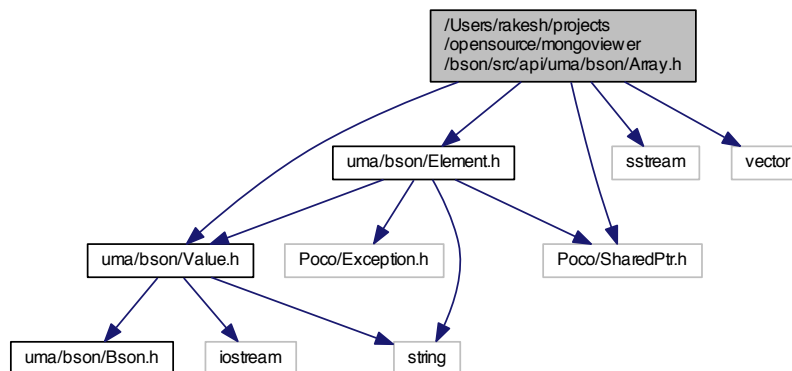 /Users/rakesh/projects
/opensource/mongoviewer
/bson/src/api/uma/bson/Array.h
uma/bson/Element.h
sstream
vector
uma/bson/Value.h
Poco/Exception.h
Poco/SharedPtr.h
uma/bson/Bson.h
iostream
string